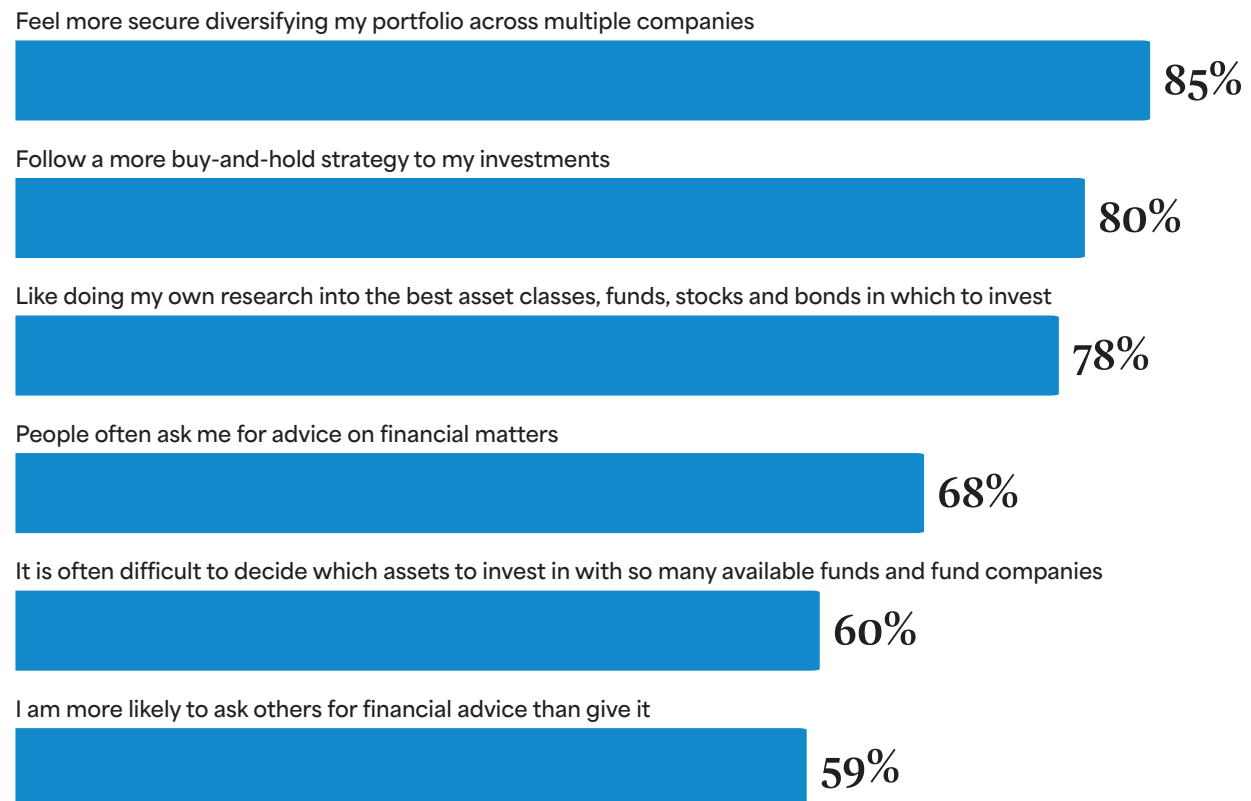 Feel more secure diversifying my portfolio across multiple companies
85%
Follow a more buy-and-hold strategy to my investments
80%
Like doing my own research into the best asset classes, funds, stocks and bonds in which to invest
78%
People often ask me for advice on financial matters
68%
It is often difficult to decide which assets to invest in with so many available funds and fund companies
60%
I am more likely to ask others for financial advice than give it
59%